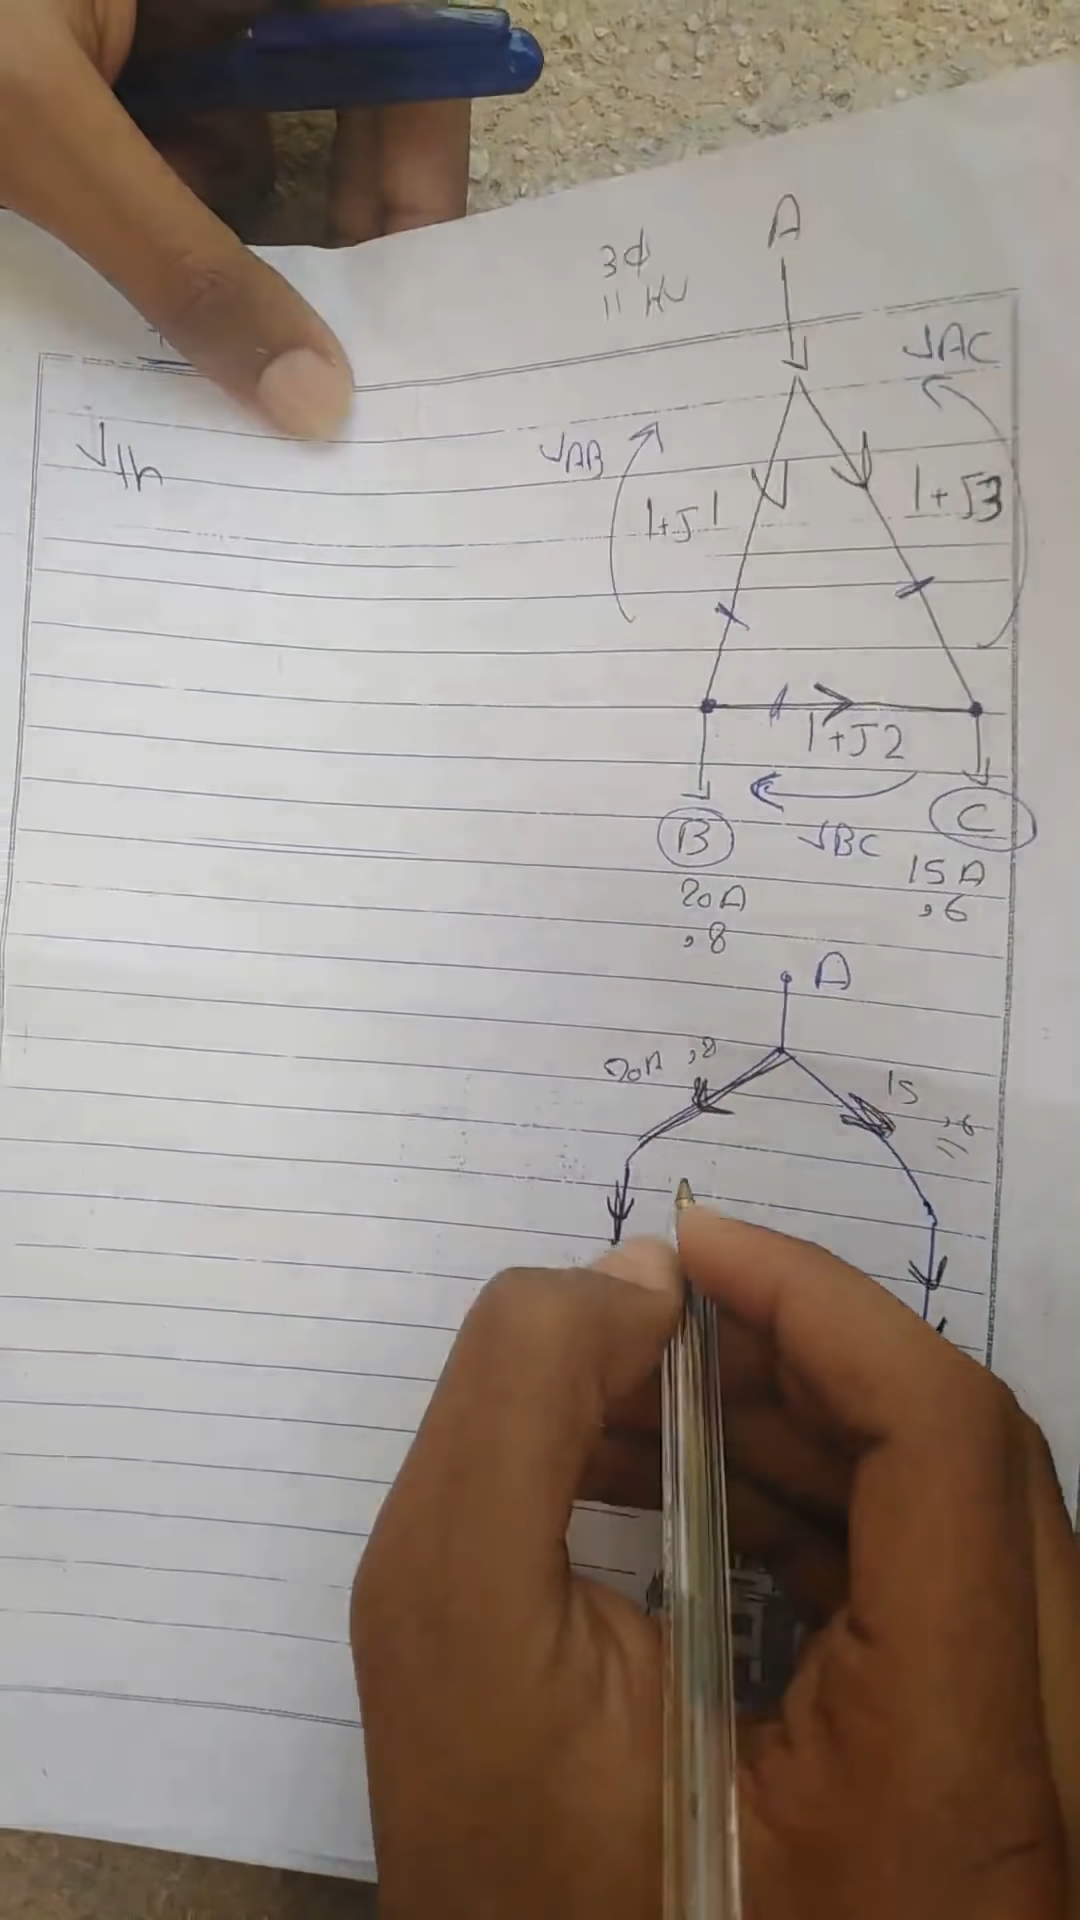 A
3φ
11 KV
VAC
VAB
Vth
1+J1
1+J3
1+J2
B
VBC
C
20A
,8
15A
,6
A
20A ,8
15
,6